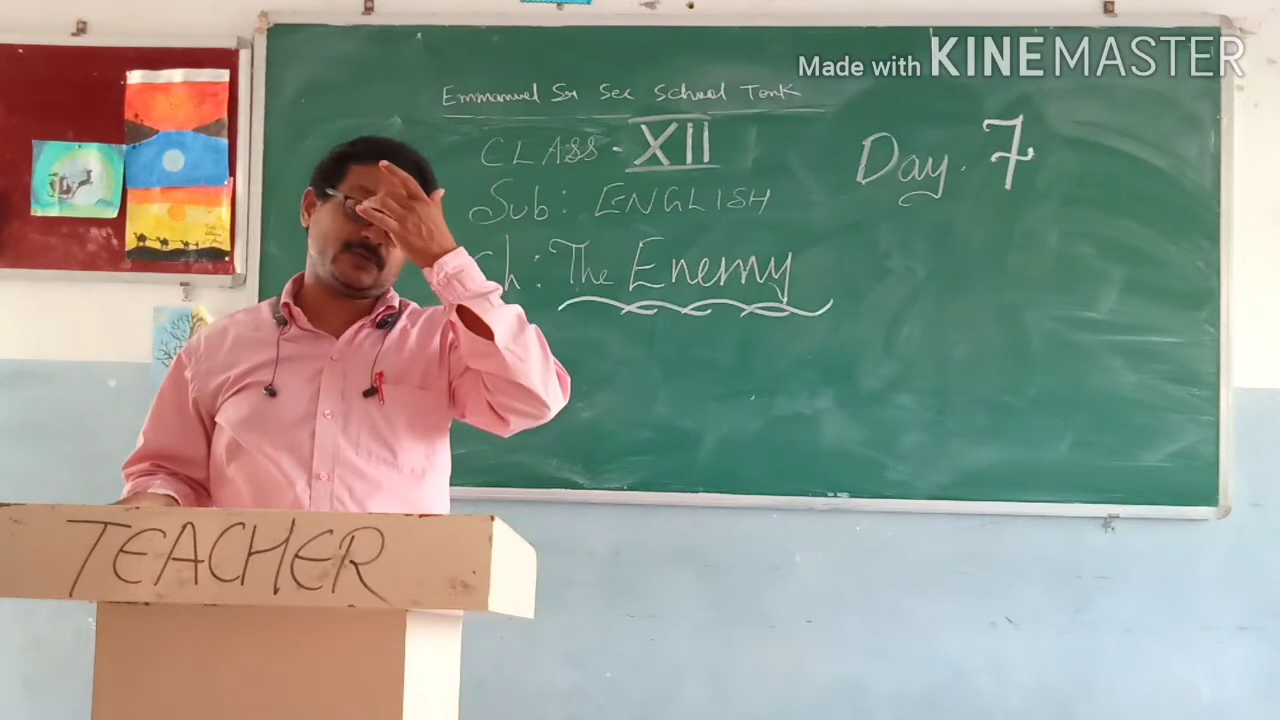 Made with KINEMASTER
Emmanuel Sr Sec School Tonk
CLASS - XII
Day. 7
Sub: ENGLISH
Ch: The Enemy
TEACHER